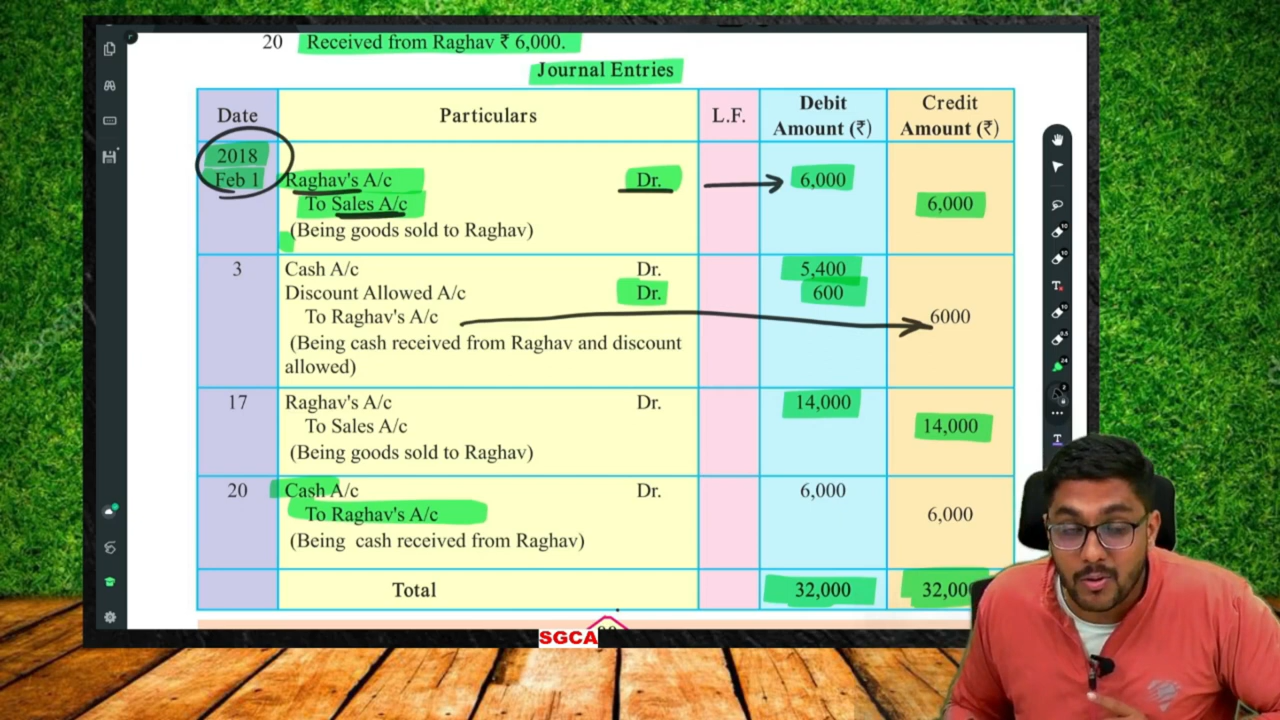 20 Received from Raghav ₹ 6,000.
Journal Entries
Date Particulars L.F. Debit Amount (₹) Credit Amount (₹)
2018
Feb 1 Raghav's A/c Dr. 6,000
To Sales A/c 6,000
(Being goods sold to Raghav)
3 Cash A/c Dr. 5,400
Discount Allowed A/c Dr. 600
To Raghav's A/c 6000
(Being cash received from Raghav and discount
allowed)
17 Raghav's A/c Dr. 14,000
To Sales A/c 14,000
(Being goods sold to Raghav)
20 Cash A/c Dr. 6,000
To Raghav's A/c 6,000
(Being cash received from Raghav)
Total 32,000
SGCA